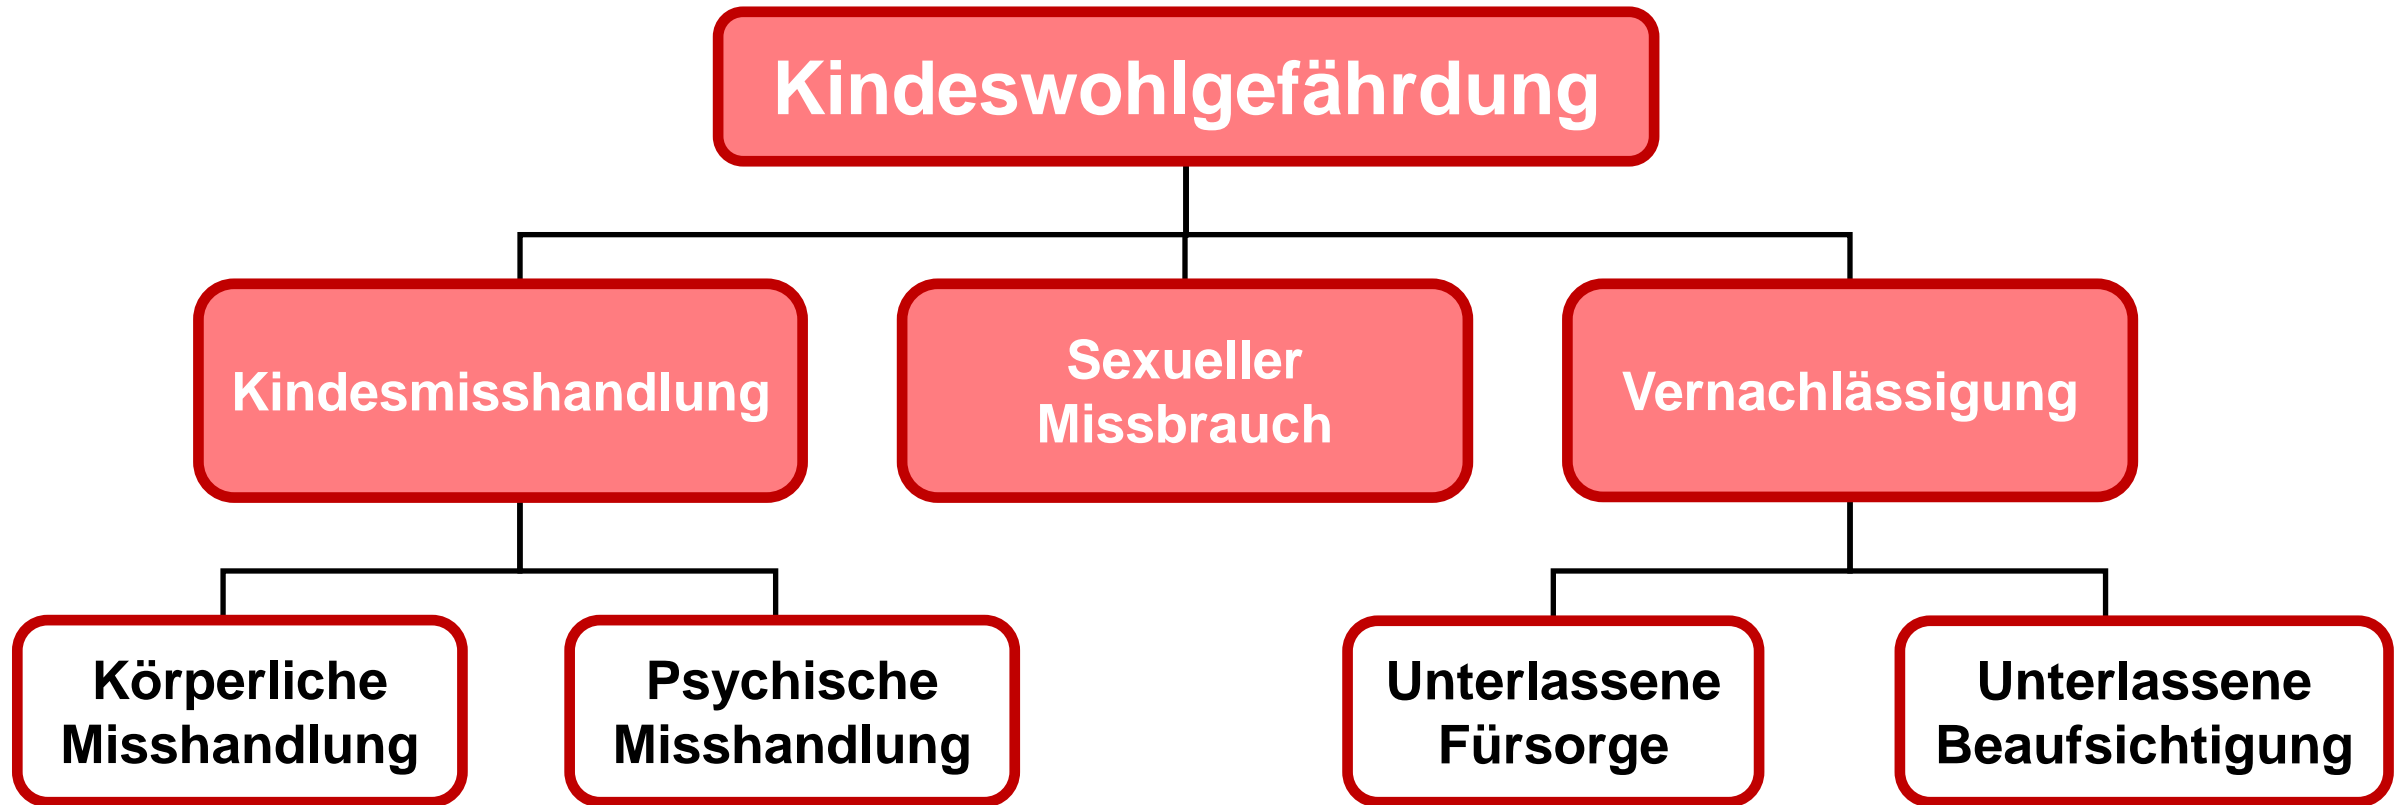 Kindeswohlgefährdung
Kindesmisshandlung
Sexueller
Missbrauch
Vernachlässigung
Körperliche
Misshandlung
Psychische
Misshandlung
Unterlassene
Fürsorge
Unterlassene
Beaufsichtigung